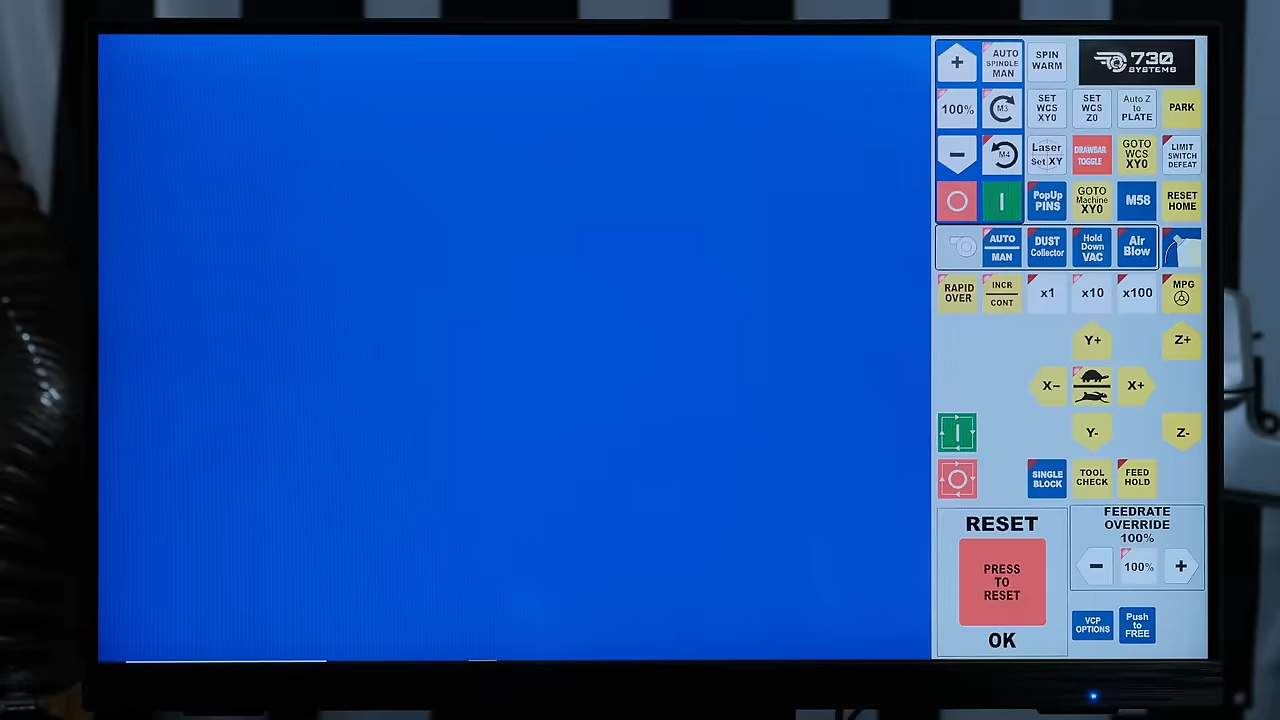 +
AUTO
SPINDLE
MAN
SPIN
WARM
730
SYSTEMS
100%
M3
SET
WCS
XY0
SET
WCS
Z0
Auto Z
to
PLATE
PARK
−
M4
Laser
Set XY
DRAWBAR
TOGGLE
GOTO
WCS
XY0
LIMIT
SWITCH
DEFEAT
PopUp
PINS
GOTO
Machine
XY0
M58
RESET
HOME
AUTO
MAN
DUST
Collector
Hold
Down
VAC
Air
Blow
RAPID
OVER
INCR
CONT
x1
x10
x100
MPG
Y+
Z+
X−
X+
Y-
Z-
SINGLE
BLOCK
TOOL
CHECK
FEED
HOLD
RESET
PRESS
TO
RESET
OK
FEEDRATE
OVERRIDE
100%
−
100%
+
VCP
OPTIONS
Push
to
FREE